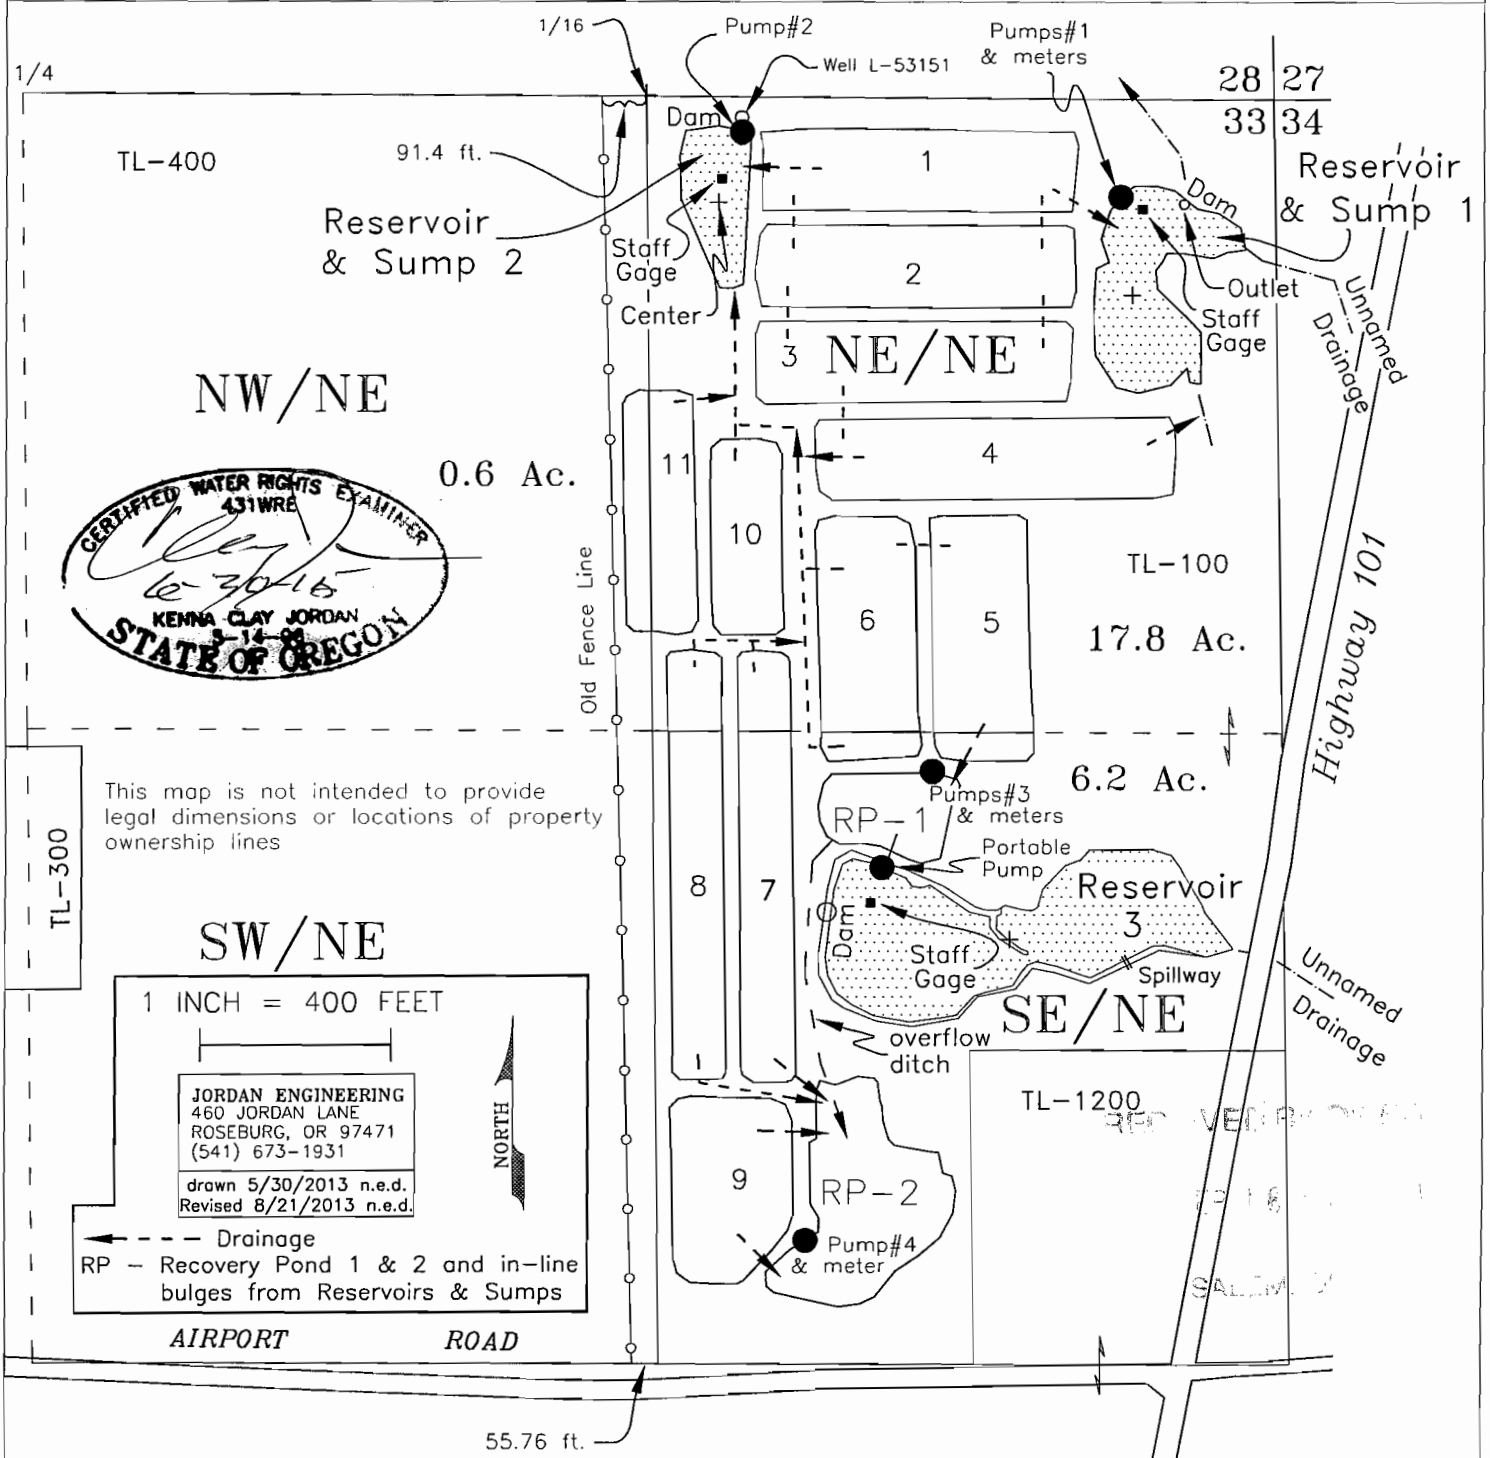 1/16
Pump#2
Pumps#1
& meters
Well L-53151
1/4
28 27
33 34
Dam
TL-400
91.4 ft.
1
Reservoir
& Sump 1
Dam
Reservoir
& Sump 2
Staff
Gage
2
Center
Outlet
Staff
Gage
Unnamed
Drainage
3
NE/NE
NW/NE
0.6 Ac.
11
4
10
CERTIFIED WATER RIGHTS EXAMINER
431WRE
6-30-15
KENNA CLAY JORDAN
STATE OF OREGON
Old Fence Line
6
5
TL-100
17.8 Ac.
Highway 101
6.2 Ac.
This map is not intended to provide
legal dimensions or locations of property
ownership lines
TL-300
Pumps#3
& meters
RP-1
Portable
Pump
8
7
Reservoir
3
Dam
Staff
Gage
Spillway
Unnamed
Drainage
SW/NE
SE/NE
1 INCH = 400 FEET
overflow
ditch
JORDAN ENGINEERING
460 JORDAN LANE
ROSEBURG, OR 97471
(541) 673-1931
drawn 5/30/2013 n.e.d.
Revised 8/21/2013 n.e.d.
NORTH
TL-1200
9
RP-2
Pump#4
& meter
Drainage
RP - Recovery Pond 1 & 2 and in-line
bulges from Reservoirs & Sumps
AIRPORT ROAD
55.76 ft.